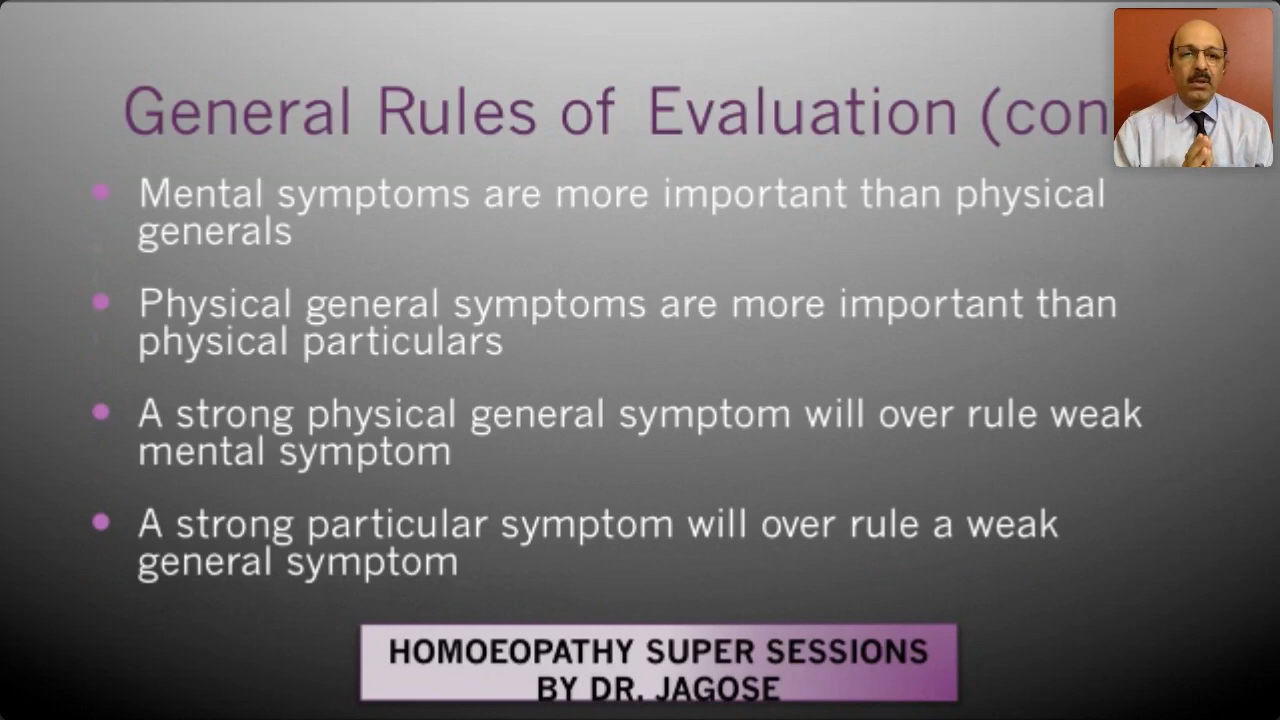 General Rules of Evaluation (con
Mental symptoms are more important than physical
generals
Physical general symptoms are more important than
physical particulars
A strong physical general symptom will over rule weak
mental symptom
A strong particular symptom will over rule a weak
general symptom
HOMOEOPATHY SUPER SESSIONS
BY DR. JAGOSE